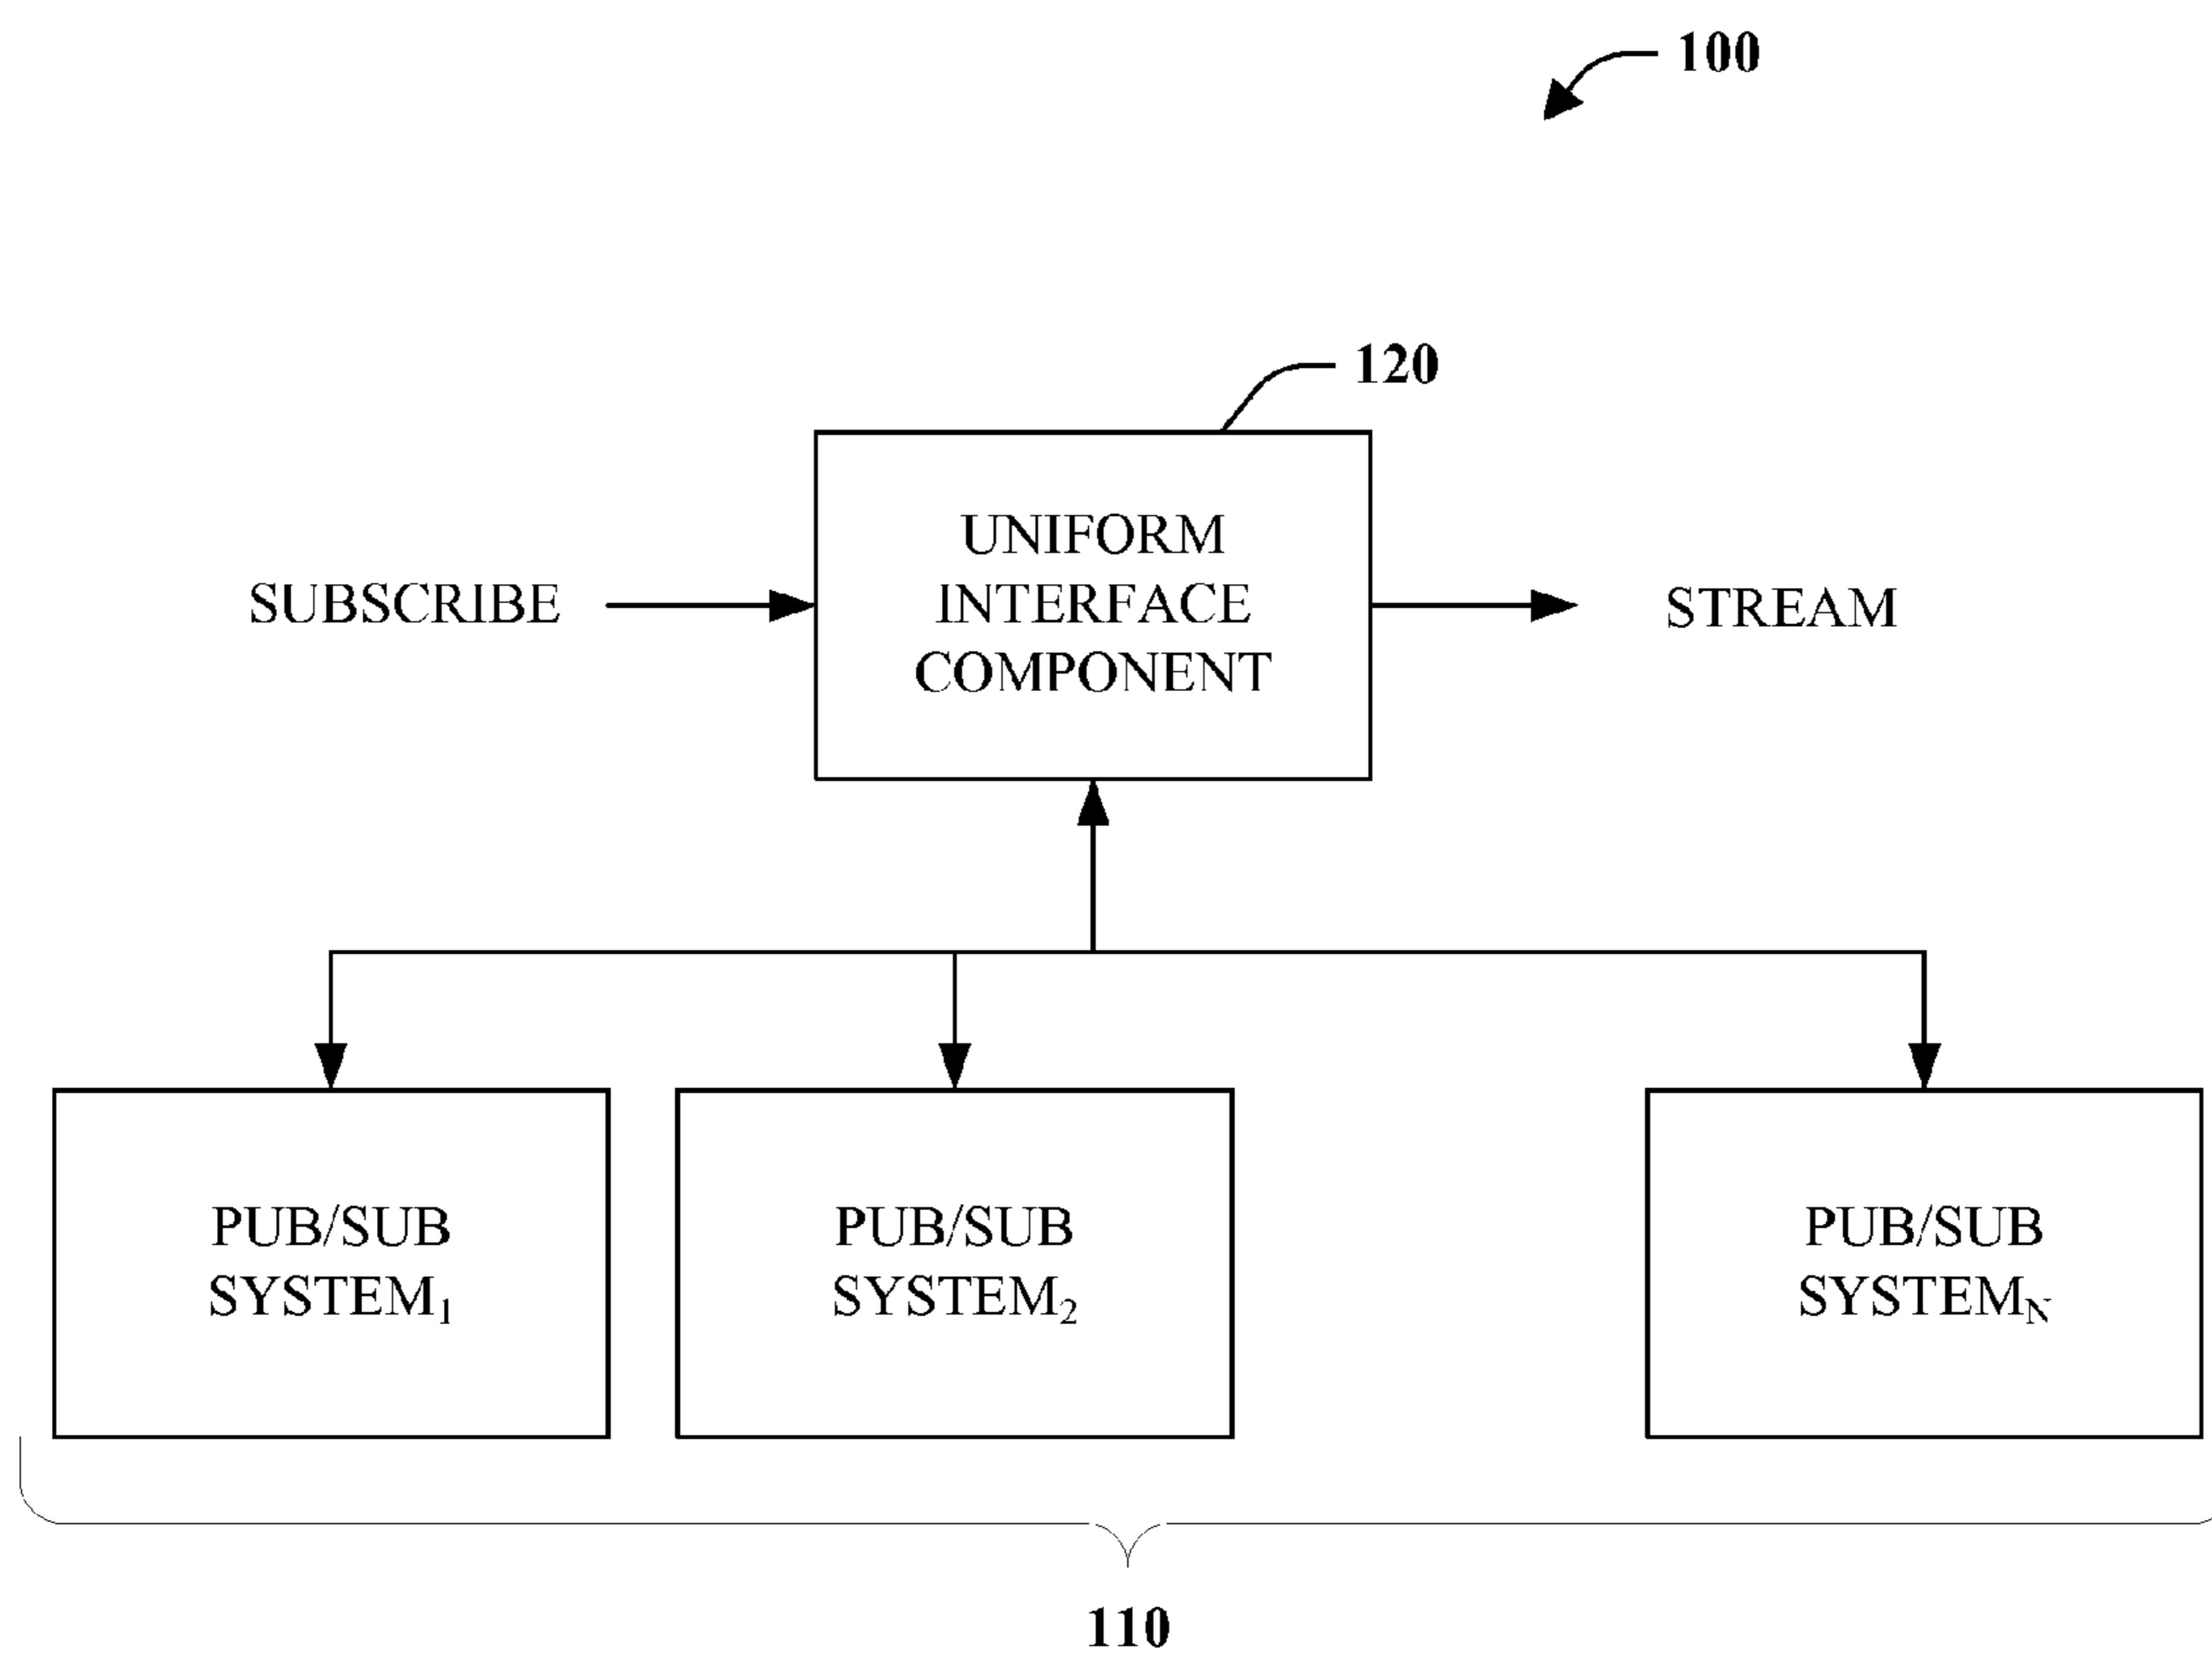 100
120
UNIFORM
INTERFACE
COMPONENT
SUBSCRIBE
STREAM
PUB/SUB
SYSTEM1
PUB/SUB
SYSTEM2
PUB/SUB
SYSTEMN
110